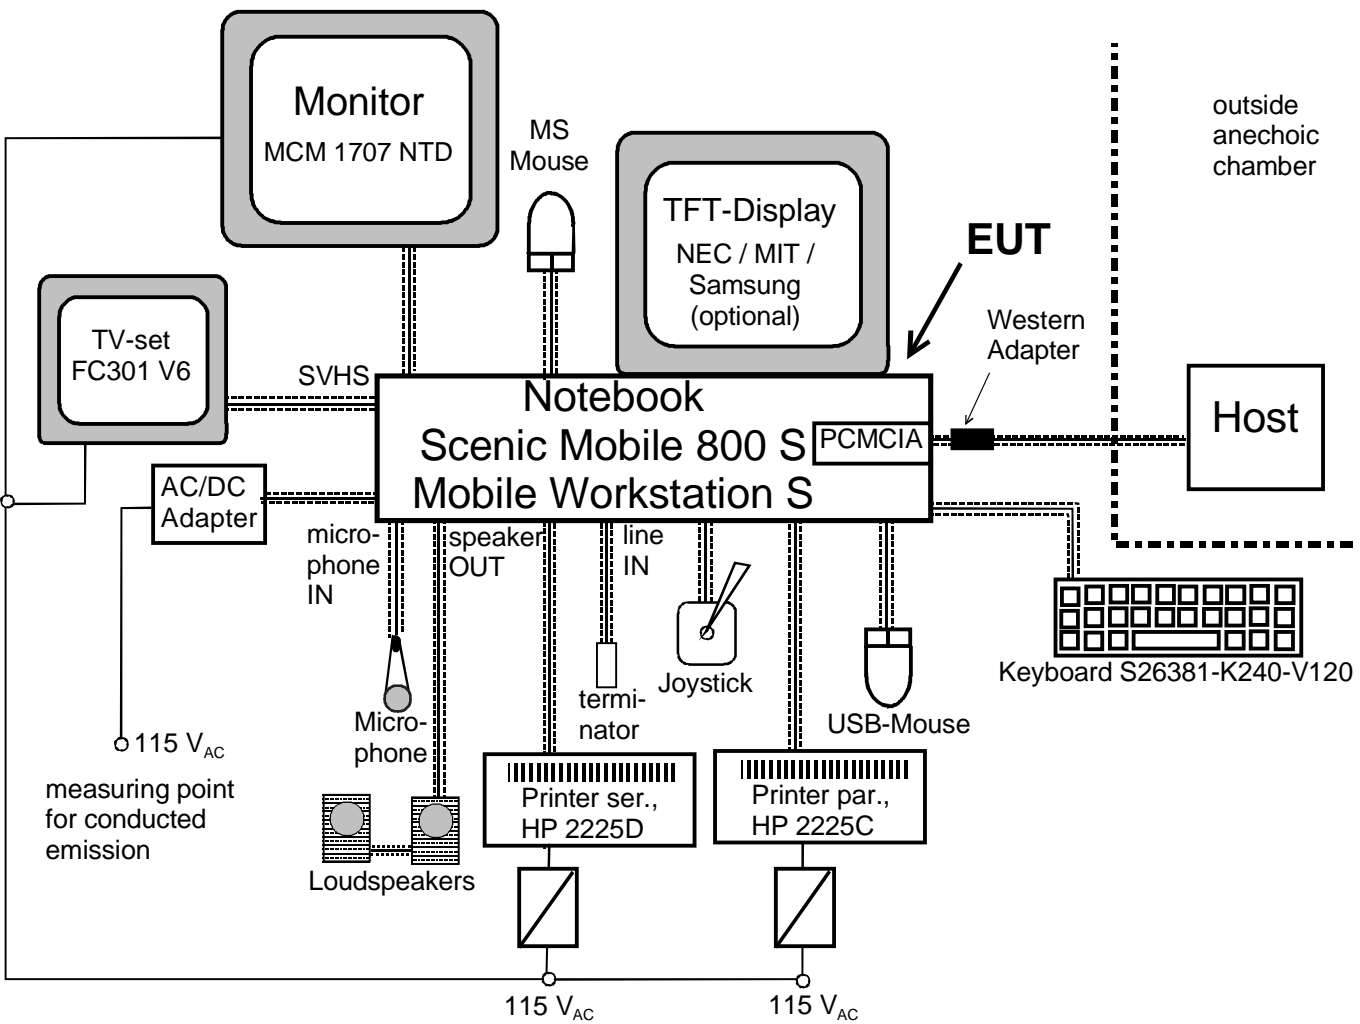 Monitor
MCM 1707 NTD
MS
Mouse
outside
anechoic
chamber
TFT-Display
NEC / MIT /
Samsung
(optional)
EUT
Western
Adapter
TV-set
FC301 V6
SVHS
Notebook
Scenic Mobile 800 S
Mobile Workstation S
PCMCIA
Host
AC/DC
Adapter
micro-
phone
IN
speaker
OUT
line
IN
Joystick
termi-
nator
Keyboard S26381-K240-V120
USB-Mouse
Micro-
phone
115 VAC
measuring point
for conducted
emission
Printer ser.,
HP 2225D
Printer par.,
HP 2225C
Loudspeakers
115 VAC
115 VAC